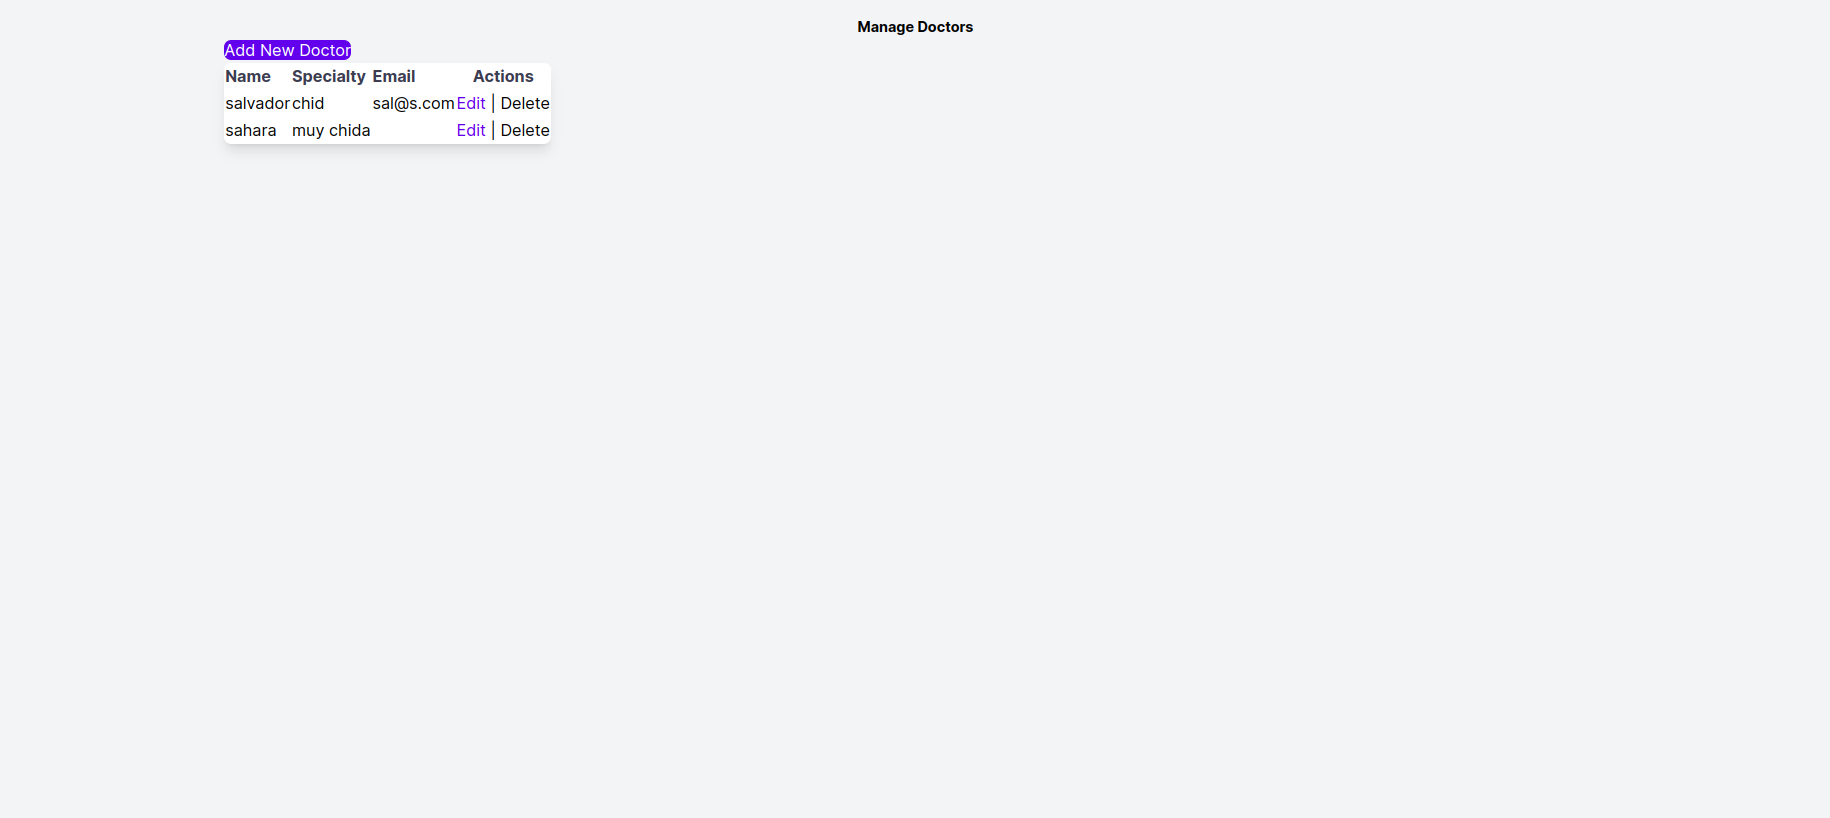 Manage Doctors
Add New Doctor
Name Specialty Email Actions
salvador chid sal@s.com Edit | Delete
sahara muy chida Edit | Delete